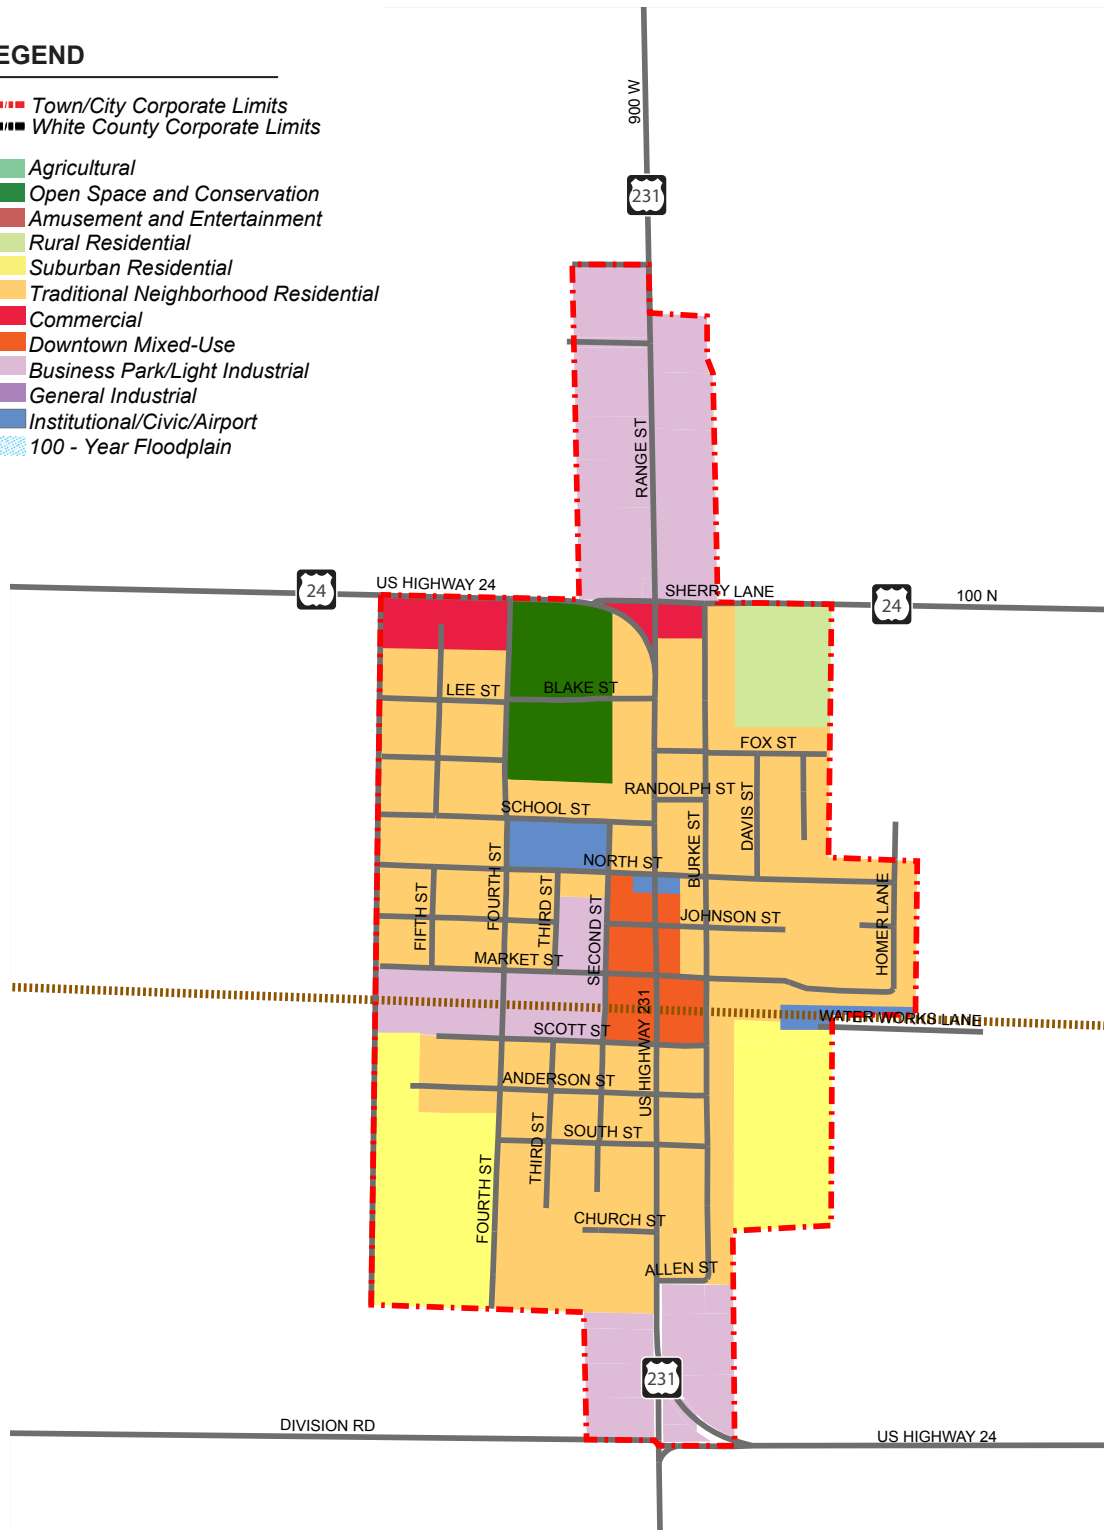 EGEND
Town/City Corporate Limits
White County Corporate Limits
Agricultural
Open Space and Conservation
Amusement and Entertainment
Rural Residential
Suburban Residential
Traditional Neighborhood Residential
Commercial
Downtown Mixed-Use
Business Park/Light Industrial
General Industrial
Institutional/Civic/Airport
100 - Year Floodplain
900 W
231
RANGE ST
24
US HIGHWAY 24
SHERRY LANE
24
100 N
LEE ST
BLAKE ST
FOX ST
RANDOLPH ST
DAVIS ST
SCHOOL ST
BURKE ST
NORTH ST
FOURTH ST
FIFTH ST
THIRD ST
SECOND ST
JOHNSON ST
HOMER LANE
MARKET ST
WATER WORKS LANE
SCOTT ST
US HIGHWAY 231
ANDERSON ST
SOUTH ST
THIRD ST
FOURTH ST
CHURCH ST
ALLEN ST
231
DIVISION RD
US HIGHWAY 24